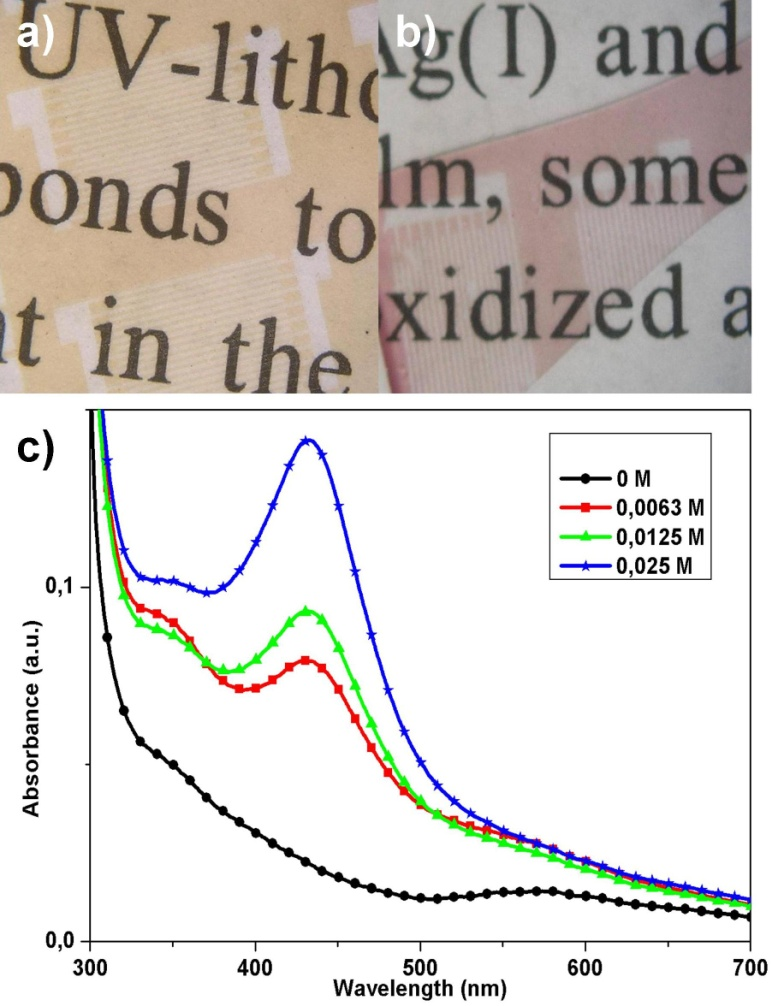 a)
UV-litho
ponds to
nt in the
b)
Ag(I) and
lm, some
xidized a
c)
0 M
0,0063 M
0,0125 M
0,025 M
0,1
0,0
Absorbance (a.u.)
300 400 500 600 700
Wavelength (nm)